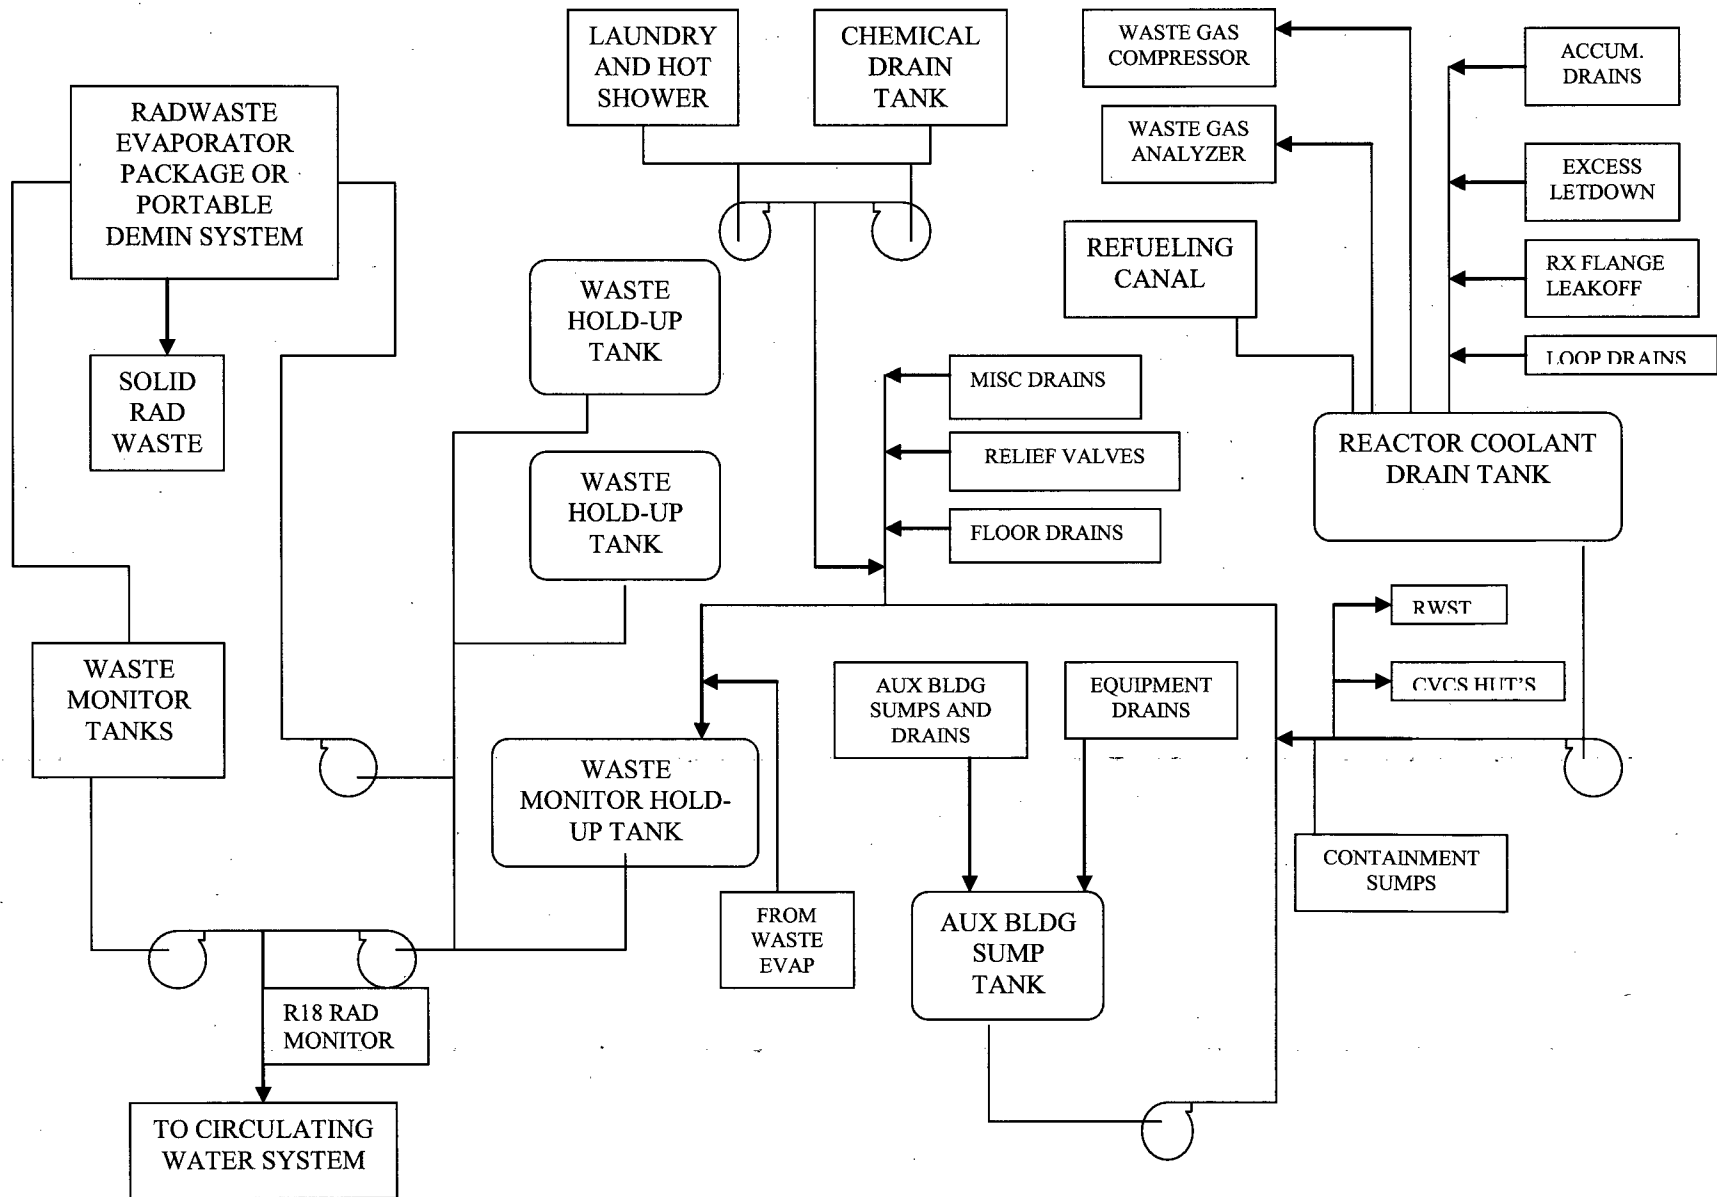 LAUNDRY
AND HOT
SHOWER
CHEMICAL
DRAIN
TANK
WASTE GAS
COMPRESSOR
ACCUM.
DRAINS
RADWASTE
EVAPORATOR
PACKAGE OR
PORTABLE
DEMIN SYSTEM
WASTE GAS
ANALYZER
EXCESS
LETDOWN
REFUELING
CANAL
RX FLANGE
LEAKOFF
WASTE
HOLD-UP
TANK
LOOP DRAINS
SOLID
RAD
WASTE
MISC DRAINS
REACTOR COOLANT
DRAIN TANK
RELIEF VALVES
WASTE
HOLD-UP
TANK
FLOOR DRAINS
RWST
WASTE
MONITOR
TANKS
AUX BLDG
SUMPS AND
DRAINS
EQUIPMENT
DRAINS
CVCS HUT'S
WASTE
MONITOR HOLD-
UP TANK
CONTAINMENT
SUMPS
FROM
WASTE
EVAP
AUX BLDG
SUMP
TANK
R18 RAD
MONITOR
TO CIRCULATING
WATER SYSTEM